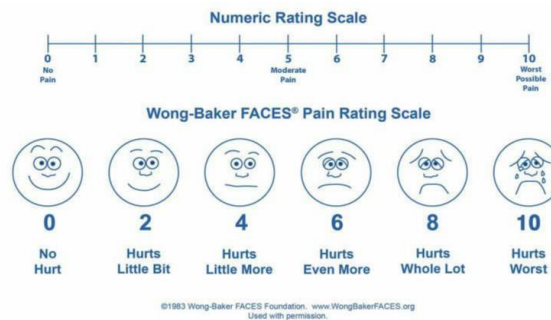 Numeric Rating Scale
0 1 2 3 4 5 6 7 8 9 10
No Pain
Moderate Pain
Worst Possible Pain
Wong-Baker FACES® Pain Rating Scale
0 2 4 6 8 10
No Hurt
Hurts Little Bit
Hurts Little More
Hurts Even More
Hurts Whole Lot
Hurts Worst
©1983 Wong-Baker FACES Foundation. www.WongBakerFACES.org
Used with permission.